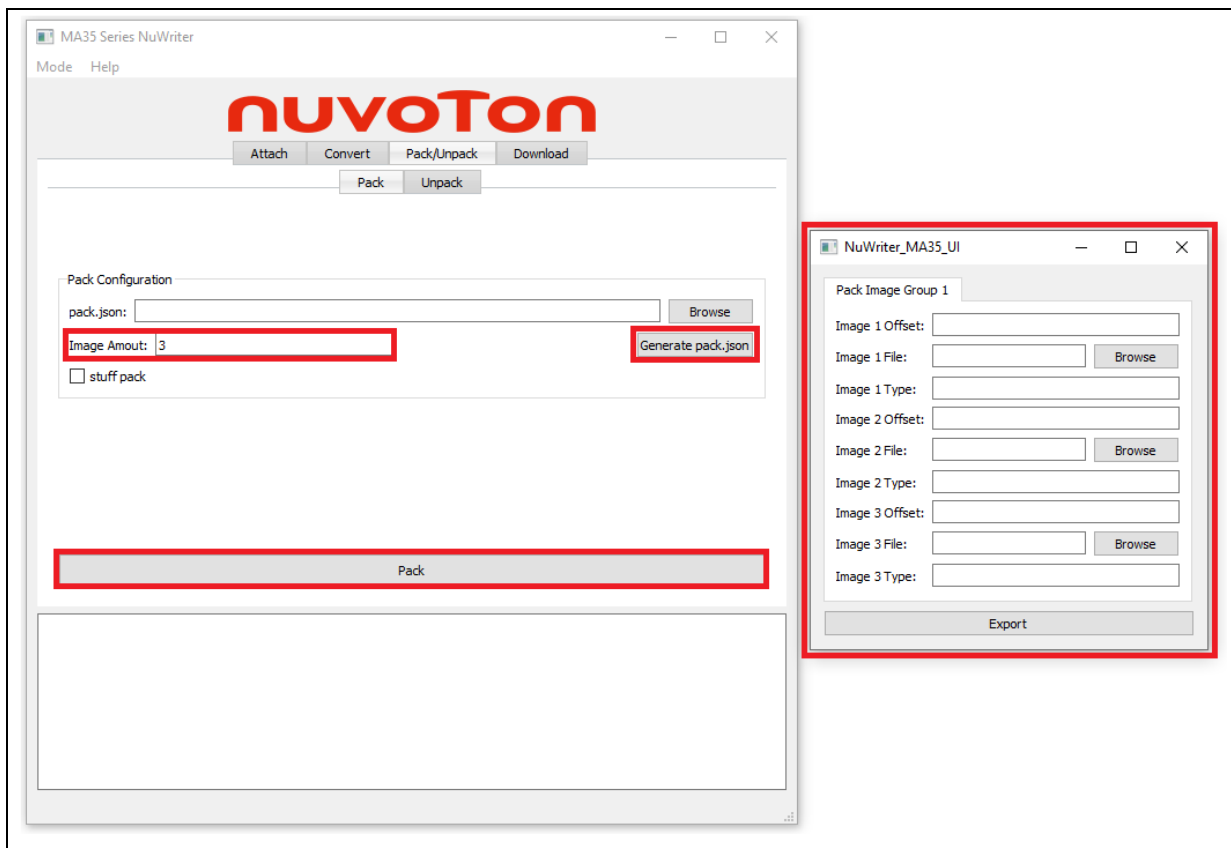 MA35 Series NuWriter
Mode Help
nuvoTon
Attach Convert Pack/Unpack Download
Pack Unpack
Pack Configuration
pack.json: Browse
Image Amout: 3 Generate pack.json
stuff pack
Pack
NuWriter_MA35_UI
Pack Image Group 1
Image 1 Offset:
Image 1 File: Browse
Image 1 Type:
Image 2 Offset:
Image 2 File: Browse
Image 2 Type:
Image 3 Offset:
Image 3 File: Browse
Image 3 Type:
Export